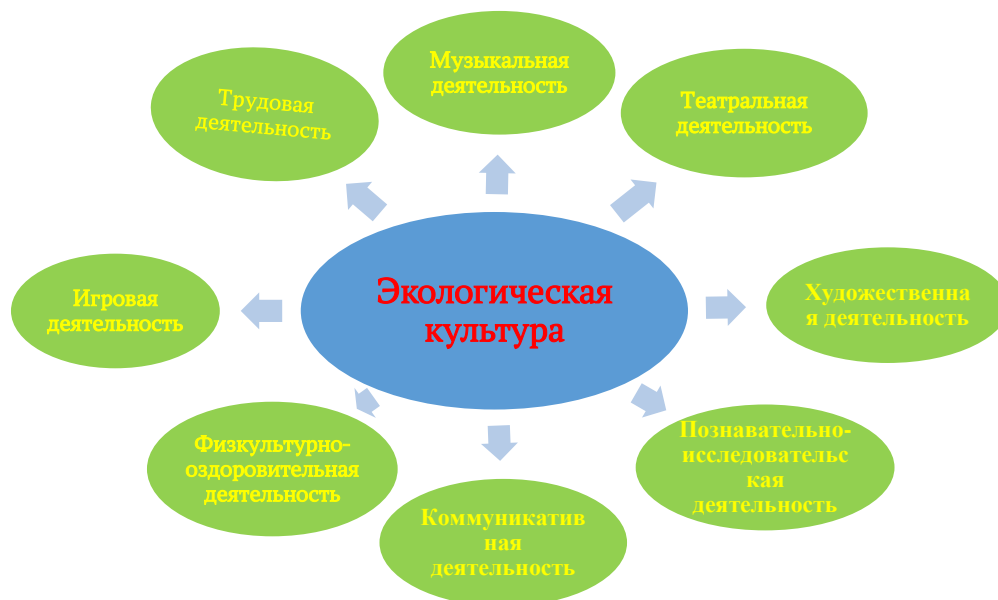 Музыкальная
деятельность
Трудовая
деятельность
Театральная
деятельность
Экологическая
культура
Игровая
деятельность
Художественна
я деятельность
Физкультурно-
оздоровительная
деятельность
Познавательно-
исследовательс
кая
деятельность
Коммуникатив
ная
деятельность